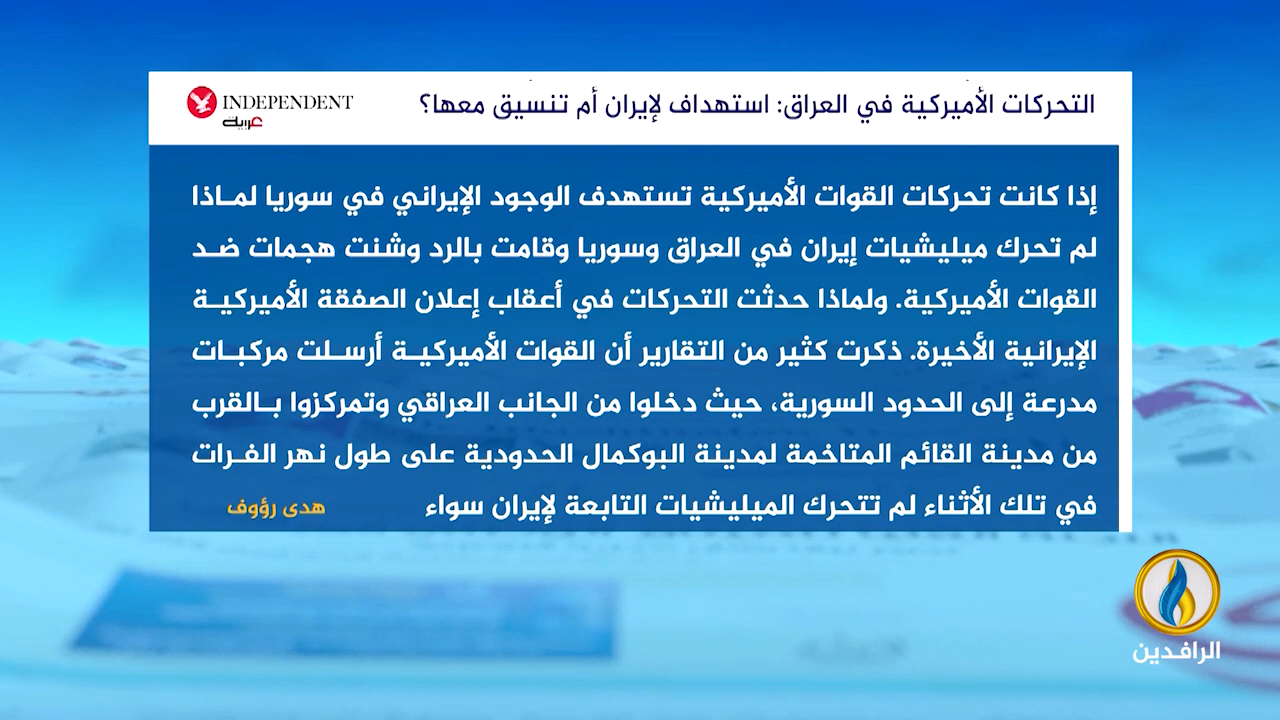 التحركات الأميركية في العراق: استهداف لإيران أم تنسيق معها؟
INDEPENDENT
عربية
إذا كانت تحركات القوات الأميركية تستهدف الوجود الإيراني في سوريا لماذا
لم تحرك ميليشيات إيران في العراق وسوريا وقامت بالرد وشنت هجمات ضد
القوات الأميركية. ولماذا حدثت التحركات في أعقاب إعلان الصفقة الأميركية
الإيرانية الأخيرة. ذكرت كثير من التقارير أن القوات الأميركية أرسلت مركبات
مدرعة إلى الحدود السورية، حيث دخلوا من الجانب العراقي وتمركزوا بالقرب
من مدينة القائم المتاخمة لمدينة البوكمال الحدودية على طول نهر الفرات
في تلك الأثناء لم تتحرك الميليشيات التابعة لإيران سواء
هدى رؤوف
الرافدين